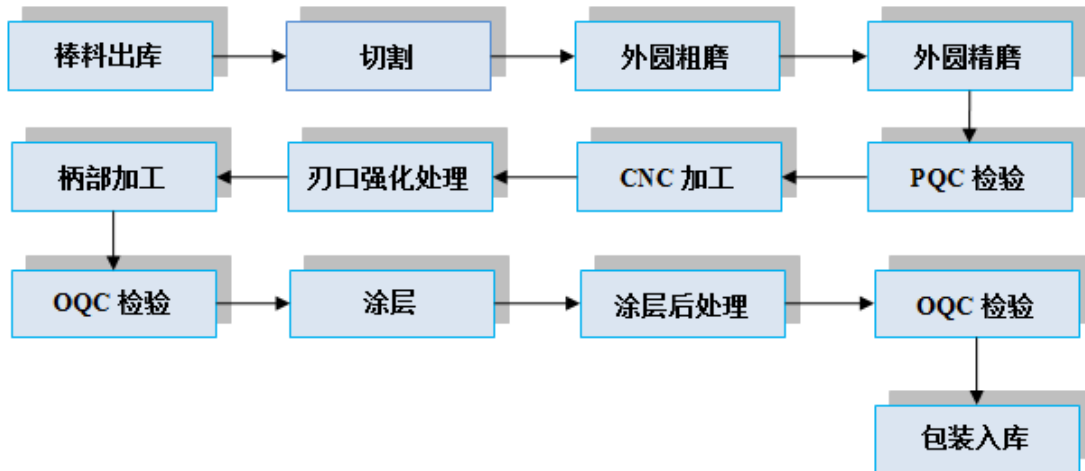 棒料出库
切割
外圆粗磨
外圆精磨
PQC 检验
CNC 加工
刃口强化处理
柄部加工
OQC 检验
涂层
涂层后处理
OQC 检验
包装入库